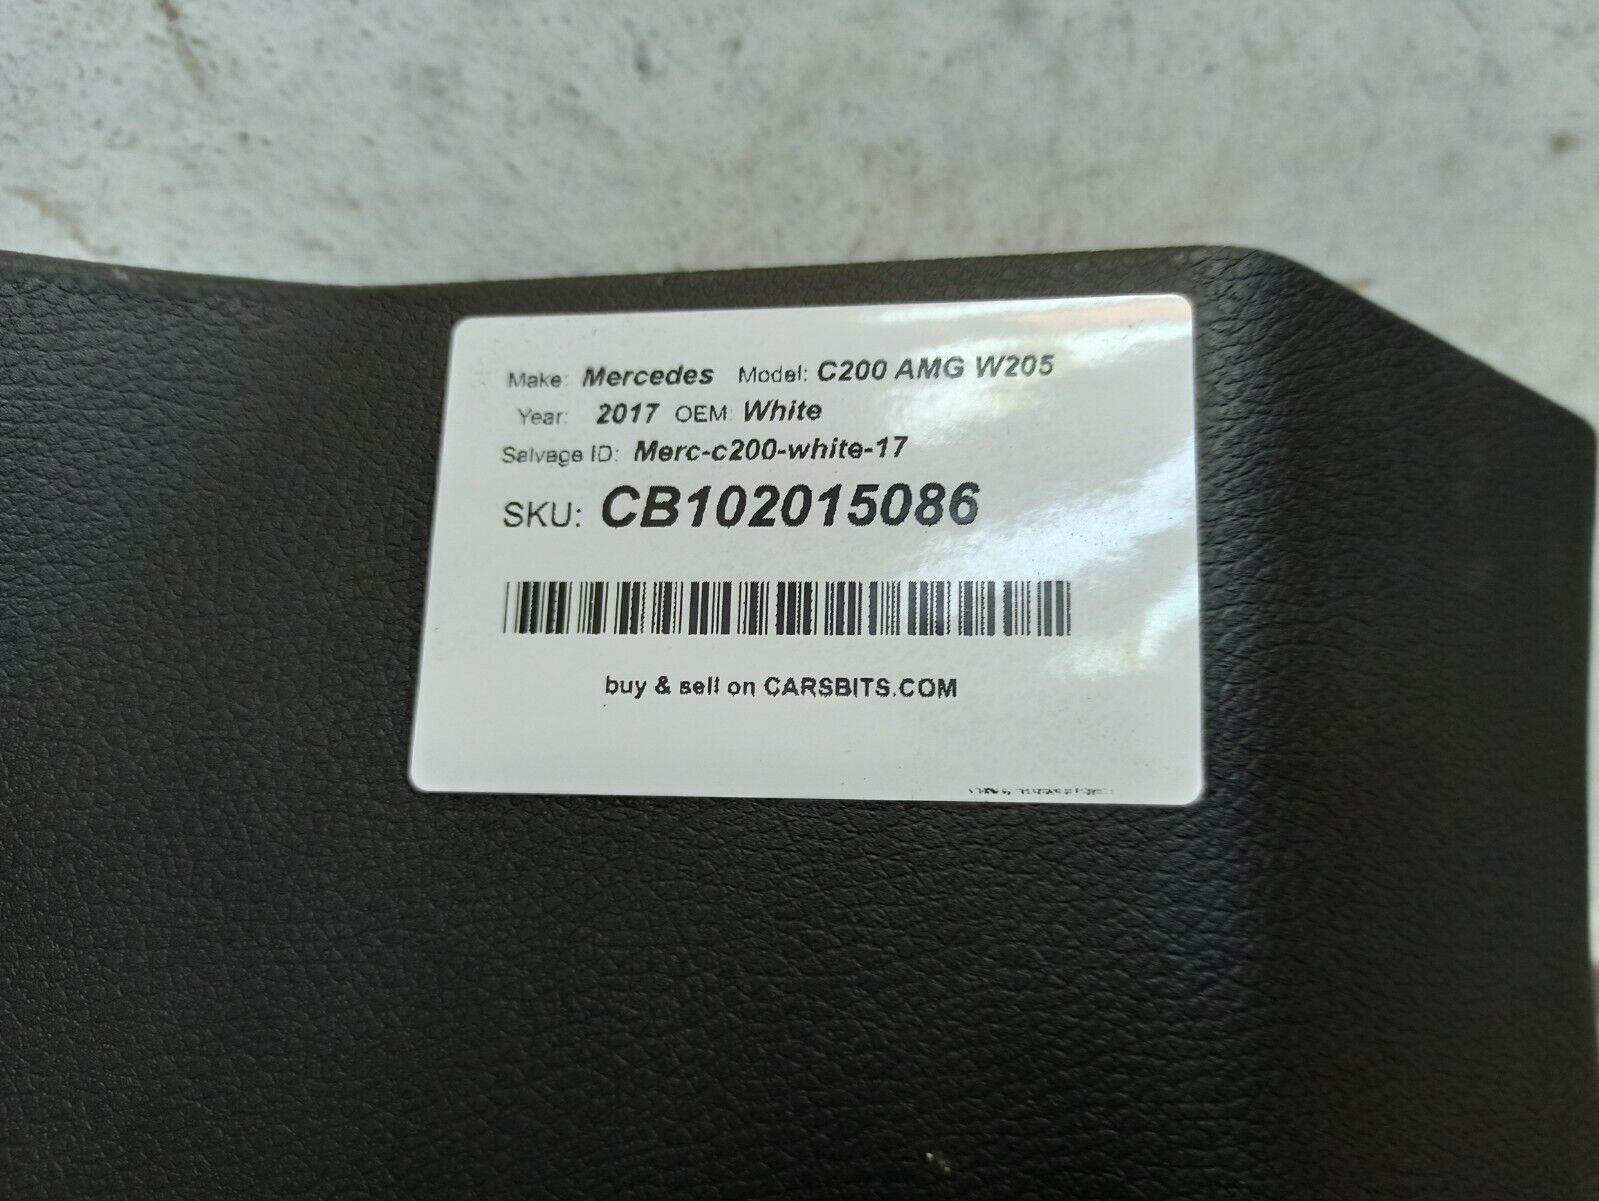 Make: Mercedes Model: C200 AMG W205
Year: 2017 OEM: White
Salvage ID: Merc-c200-white-17
SKU: CB102015086
buy & sell on CARSBITS.COM